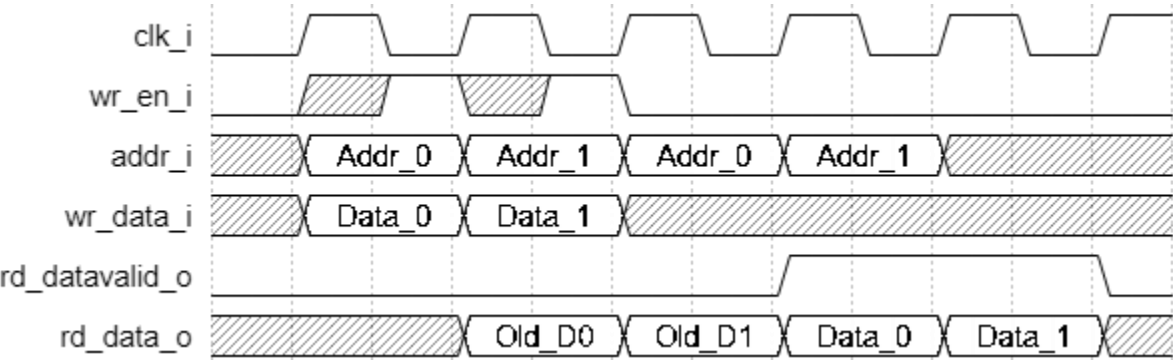 clk_i
wr_en_i
addr_i Addr_0 Addr_1 Addr_0 Addr_1
wr_data_i Data_0 Data_1
rd_datavalid_o
rd_data_o Old_D0 Old_D1 Data_0 Data_1